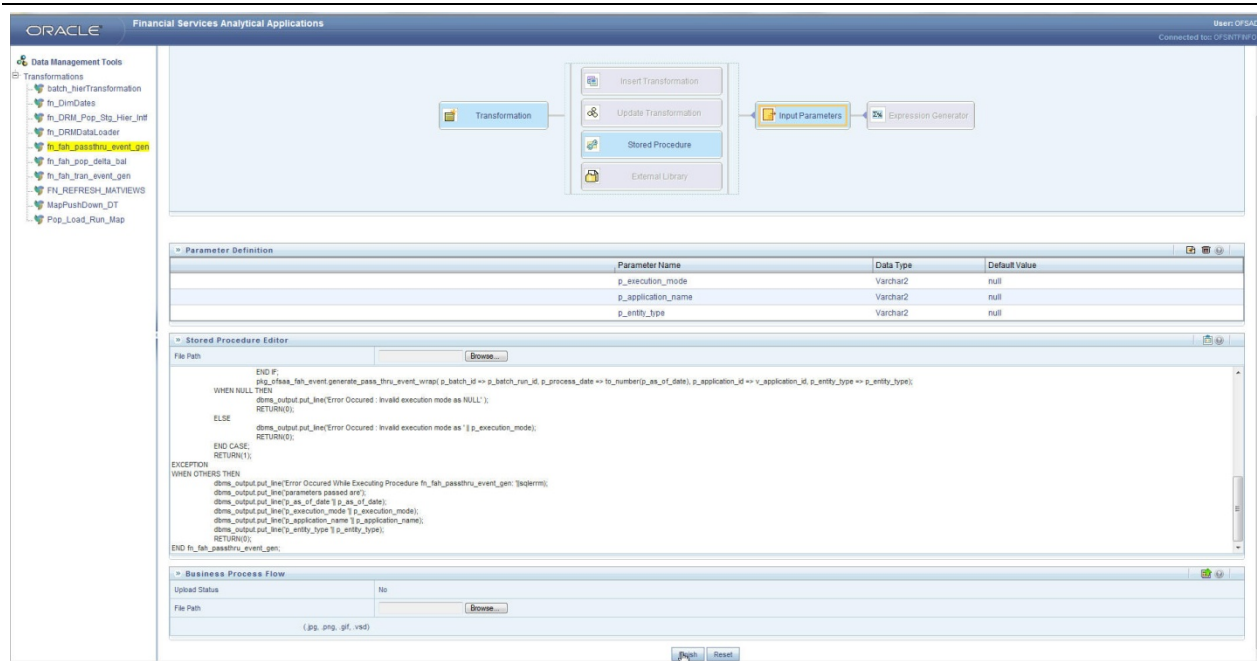 ORACLE
Financial Services Analytical Applications
User: OFSAD
Connected to: OFSINTFINFO
Data Management Tools
Transformations
batch_hierTransformation
fn_DimDates
fn_DRM_Pop_Stg_Hier_Intf
fn_DRMDataLoader
fn_fah_passthru_event_gen
fn_fah_pop_delta_bal
fn_fah_tran_event_gen
FN_REFRESH_MATVIEWS
MapPushDown_DT
Pop_Load_Run_Map
Transformation
Insert Transformation
Update Transformation
Stored Procedure
External Library
Input Parameters
Expression Generator
» Parameter Definition
Parameter Name Data Type Default Value
p_execution_mode Varchar2 null
p_application_name Varchar2 null
p_entity_type Varchar2 null
» Stored Procedure Editor
File Path Browse...
END IF;
pkg_ofsaa_fah_event.generate_pass_thru_event_wrap( p_batch_id => p_batch_run_id, p_process_date => to_number(p_as_of_date), p_application_id => v_application_id, p_entity_type => p_entity_type);
WHEN NULL THEN
dbms_output.put_line('Error Occured : Invalid execution mode as NULL' );
RETURN(0);
ELSE
dbms_output.put_line('Error Occured : Invalid execution mode as ' || p_execution_mode);
RETURN(0);
END CASE;
RETURN(1);
EXCEPTION
WHEN OTHERS THEN
dbms_output.put_line('Error Occured While Executing Procedure fn_fah_passthru_event_gen: '||sqlerrm);
dbms_output.put_line('parameters passed are');
dbms_output.put_line('p_as_of_date '|| p_as_of_date);
dbms_output.put_line('p_execution_mode '|| p_execution_mode);
dbms_output.put_line('p_application_name '|| p_application_name);
dbms_output.put_line('p_entity_type '|| p_entity_type);
RETURN(0);
END fn_fah_passthru_event_gen;
» Business Process Flow
Upload Status No
File Path Browse...
(.jpg, .png, .gif, .vsd)
Finish Reset